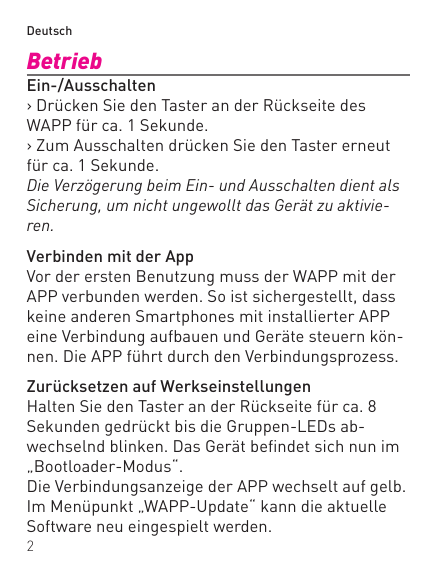 Deutsch
Betrieb
Ein-/Ausschalten
› Drücken Sie den Taster an der Rückseite des
WAPP für ca. 1 Sekunde.
› Zum Ausschalten drücken Sie den Taster erneut
für ca. 1 Sekunde.
Die Verzögerung beim Ein- und Ausschalten dient als
Sicherung, um nicht ungewollt das Gerät zu aktivie-
ren.
Verbinden mit der App
Vor der ersten Benutzung muss der WAPP mit der
APP verbunden werden. So ist sichergestellt, dass
keine anderen Smartphones mit installierter APP
eine Verbindung aufbauen und Geräte steuern kön-
nen. Die APP führt durch den Verbindungsprozess.
Zurücksetzen auf Werkseinstellungen
Halten Sie den Taster an der Rückseite für ca. 8
Sekunden gedrückt bis die Gruppen-LEDs ab-
wechselnd blinken. Das Gerät befindet sich nun im
„Bootloader-Modus“.
Die Verbindungsanzeige der APP wechselt auf gelb.
Im Menüpunkt „WAPP-Update“ kann die aktuelle
Software neu eingespielt werden.
2